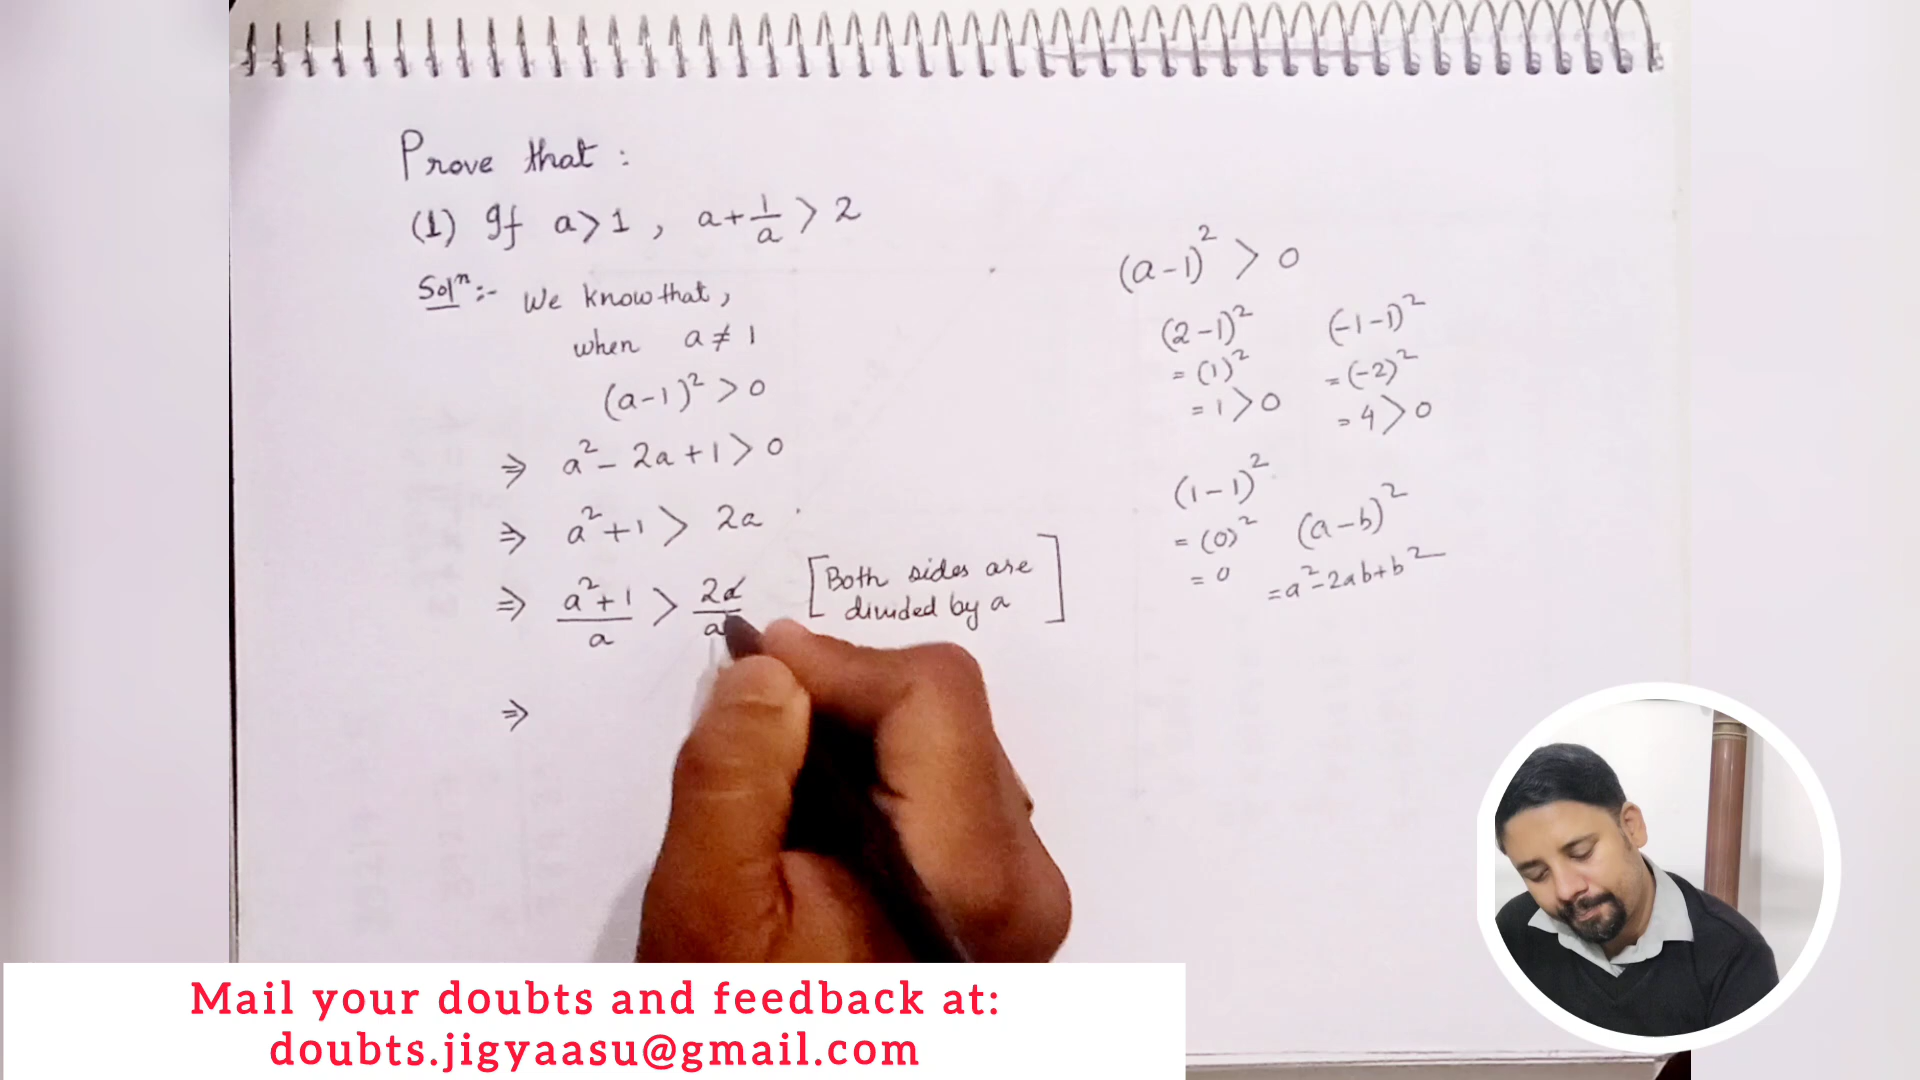 Prove that :
(1) If a > 1 , a + 1/a > 2
Solⁿ :- We know that,
when a ≠ 1
(a-1)² > 0
⇒ a² - 2a + 1 > 0
⇒ a² + 1 > 2a
⇒ (a² + 1)/a > 2a/a [Both sides are
divided by a]
⇒
(a-1)² > 0
(2-1)²
= (1)²
= 1 > 0
(-1-1)²
= (-2)²
= 4 > 0
(1-1)²
= (0)²
= 0
(a-b)²
= a² - 2ab + b²
Mail your doubts and feedback at:
doubts.jigyaasu@gmail.com